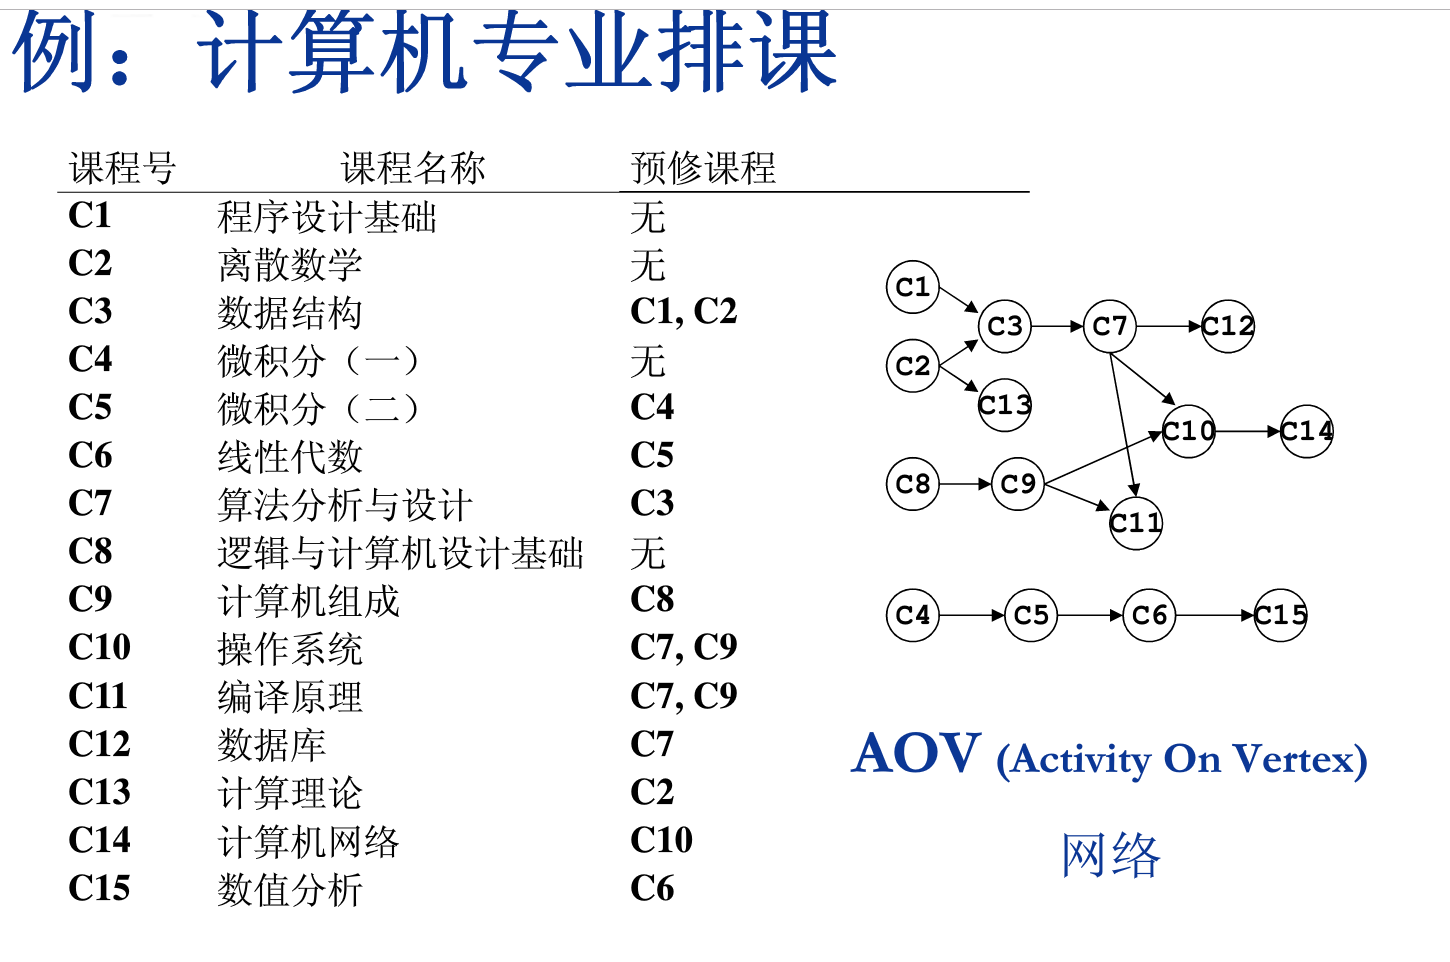 例：计算机专业排课
课程号 课程名称 预修课程
C1 程序设计基础 无
C2 离散数学 无
C3 数据结构 C1, C2
C4 微积分（一） 无
C5 微积分（二） C4
C6 线性代数 C5
C7 算法分析与设计 C3
C8 逻辑与计算机设计基础 无
C9 计算机组成 C8
C10 操作系统 C7, C9
C11 编译原理 C7, C9
C12 数据库 C7
C13 计算理论 C2
C14 计算机网络 C10
C15 数值分析 C6
C1
C3 C7 C12
C2
C13
C10 C14
C8 C9
C11
C4 C5 C6 C15
AOV (Activity On Vertex)
网络